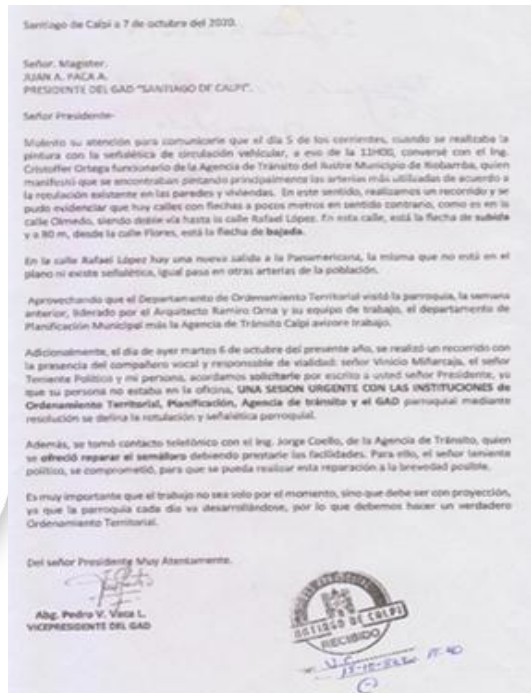 Santiago de Calpi a 7 de octubre del 2020.
Señor. Magister.
JUAN A. PACA A.
PRESIDENTE DEL GAD "SANTIAGO DE CALPI".
Señor Presidente-
Molesto su atención para comunicarle que el día 5 de los corrientes, cuando se realizaba la
pintura con la señalética de circulación vehicular, a eso de la 11H00, conversé con el Ing.
Cristoffer Ortega funcionario de la Agencia de Tránsito del Ilustre Municipio de Riobamba, quien
manifestó que se encontraban pintando principalmente las arterias más utilizadas de acuerdo a
la rotulación existente en las paredes y viviendas. En este sentido, realizamos un recorrido y se
pudo evidenciar que hay calles con flechas a pocos metros en sentido contrario, como es en la
calle Olmedo, siendo doble vía hasta la calle Rafael López. En esta calle, está la flecha de subida
y a 80 m, desde la calle Flores, está la flecha de bajada.
En la calle Rafael López hay una nueva salida a la Panamericana, la misma que no está en el
plano ni existe señalética, igual pasa en otras arterias de la población.
Aprovechando que el Departamento de Ordenamiento Territorial visitó la parroquia, la semana
anterior, liderado por el Arquitecto Ramiro Orna y su equipo de trabajo, el departamento de
Planificación Municipal más la Agencia de Tránsito Calpi avizore trabajo.
Adicionalmente, el día de ayer martes 6 de octubre del presente año, se realizó un recorrido con
la presencia del compañero vocal y responsable de vialidad: señor Vinicio Miñarcaja, el señor
Teniente Político y mi persona, acordamos solicitarle por escrito a usted señor Presidente, ya
que su persona no estaba en la oficina, UNA SESION URGENTE CON LAS INSTITUCIONES de
Ordenamiento Territorial, Planificación, Agencia de tránsito y el GAD parroquial mediante
resolución se defina la rotulación y señalética parroquial.
Además, se tomó contacto telefónico con el Ing. Jorge Coello, de la Agencia de Tránsito, quien
se ofreció reparar el semáforo debiendo prestarle las facilidades. Para ello, el señor teniente
político, se comprometió, para que se pueda realizar esta reparación a la brevedad posible.
Es muy importante que el trabajo no sea solo por el momento, sino que debe ser con proyección,
ya que la parroquia cada día va desarrollándose, por lo que debemos hacer un verdadero
Ordenamiento Territorial.
Del señor Presidente Muy Atentamente.
Abg. Pedro V. Vaca L.
VICEPRESIDENTE DEL GAD
SANTIAGO DE CALPI
RECIBIDO